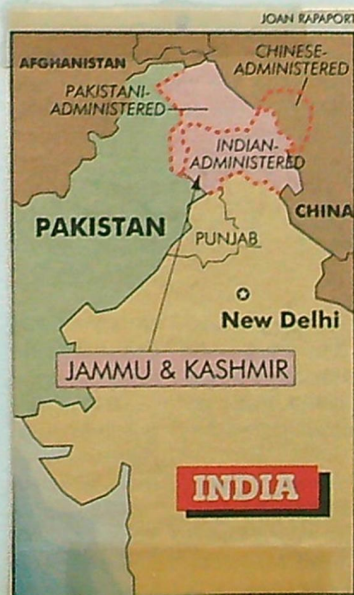 JOAN RAPAPORT
AFGHANISTAN
CHINESE-
ADMINISTERED
PAKISTANI-
ADMINISTERED
INDIAN-
ADMINISTERED
CHINA
PAKISTAN
PUNJAB
New Delhi
JAMMU & KASHMIR
INDIA